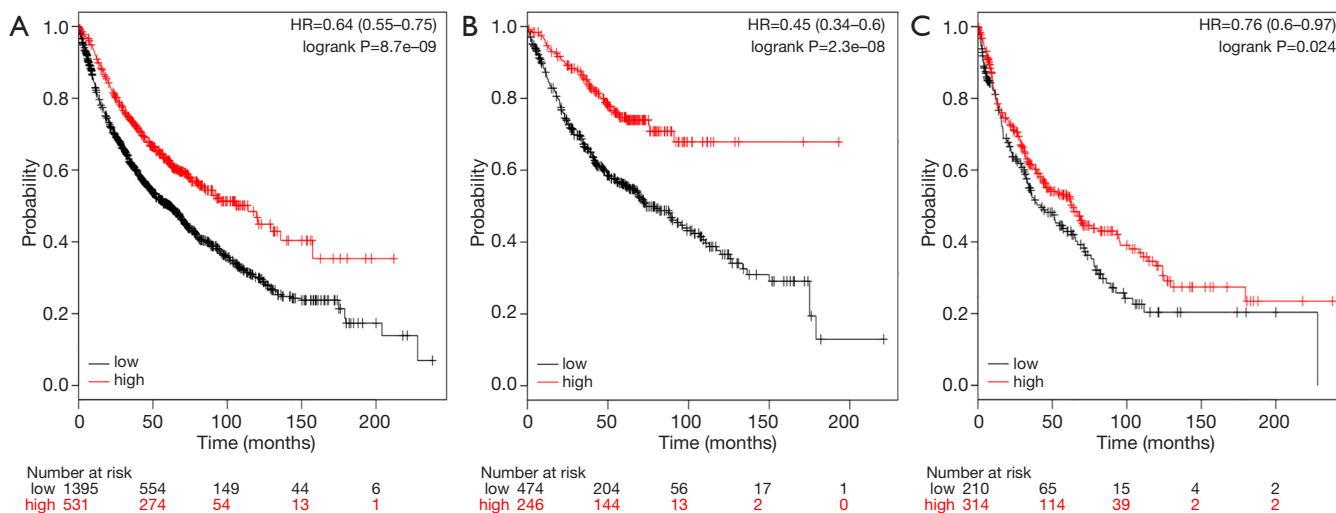 A
HR=0.64 (0.55–0.75)
logrank P=8.7e–09
Probability
1.0
0.8
0.6
0.4
0.2
0.0
low
high
0 50 100 150 200
Time (months)
Number at risk
low 1395 554 149 44 6
high 531 274 54 13 1
B
HR=0.45 (0.34–0.6)
logrank P=2.3e–08
Probability
1.0
0.8
0.6
0.4
0.2
0.0
low
high
0 50 100 150 200
Time (months)
Number at risk
low 474 204 56 17 1
high 246 144 13 2 0
C
HR=0.76 (0.6–0.97)
logrank P=0.024
Probability
1.0
0.8
0.6
0.4
0.2
0.0
low
high
0 50 100 150 200
Time (months)
Number at risk
low 210 65 15 4 2
high 314 114 39 2 2